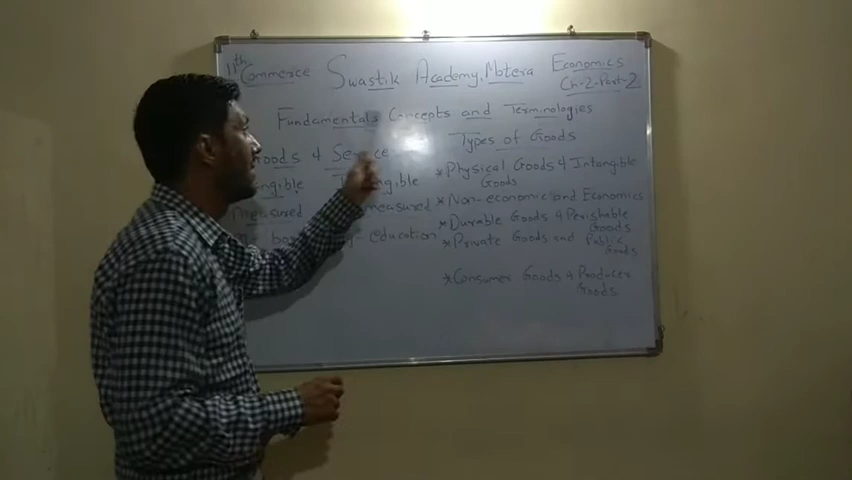 11th Commerce Swastik Academy, Motera Economics
Ch-2-Part-2
Fundamentals Concepts and Terminologies
Goods & Service
Types of Goods
* Physical Goods & Intangible
Goods
measured
* Non-economic and Economics
* Durable Goods & Perishable
Goods
education
* Private Goods and Public
Goods
* Consumer Goods & Producer
Goods